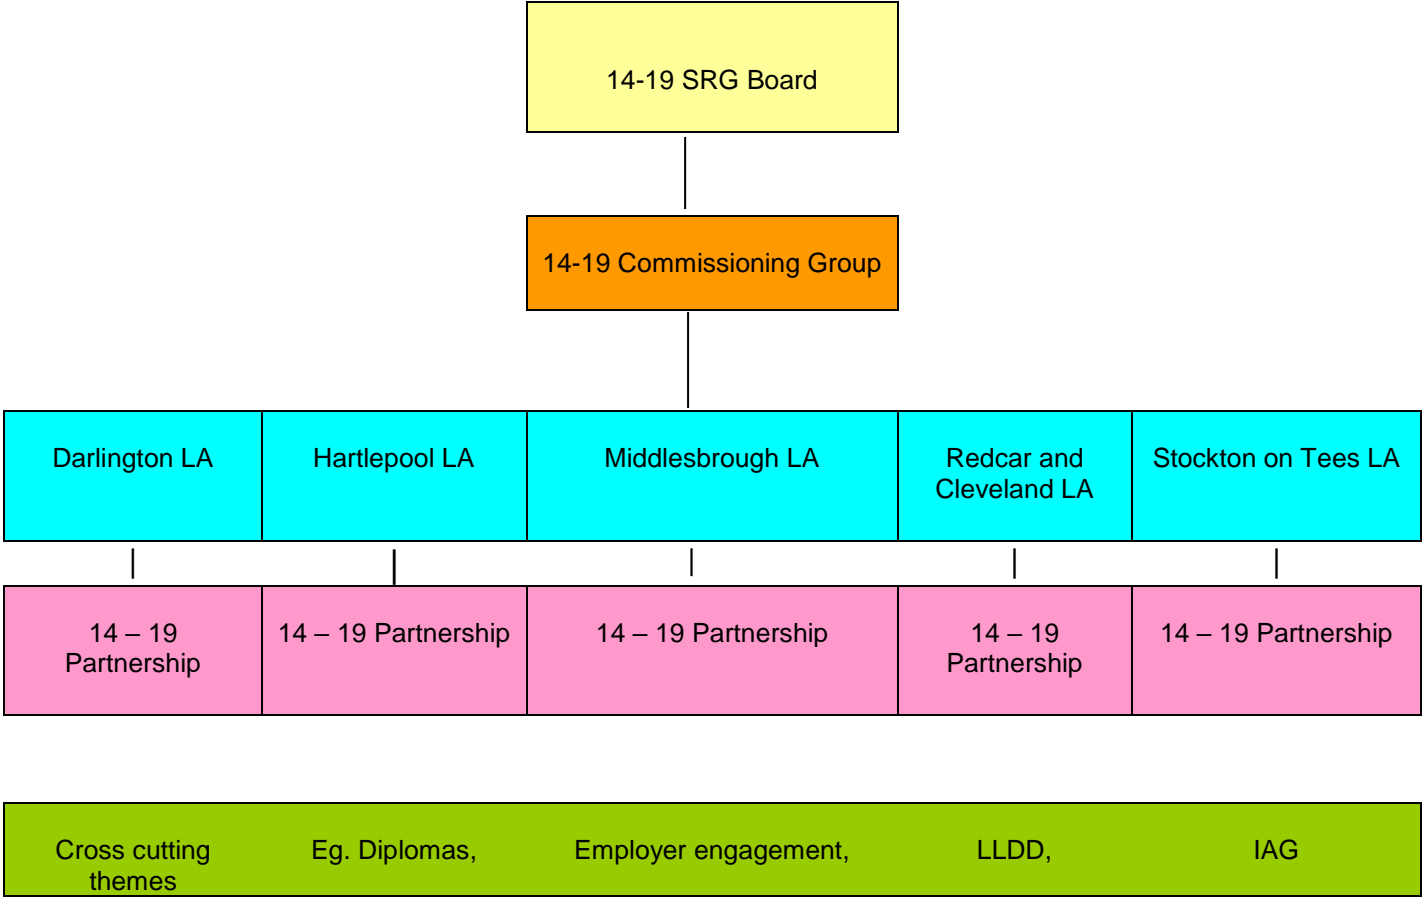 14-19 SRG Board
14-19 Commissioning Group
Darlington LA
Hartlepool LA
Middlesbrough LA
Redcar and
Cleveland LA
Stockton on Tees LA
14 – 19
Partnership
14 – 19 Partnership
14 – 19 Partnership
14 – 19
Partnership
14 – 19 Partnership
Cross cutting
themes
Eg. Diplomas,
Employer engagement,
LLDD,
IAG